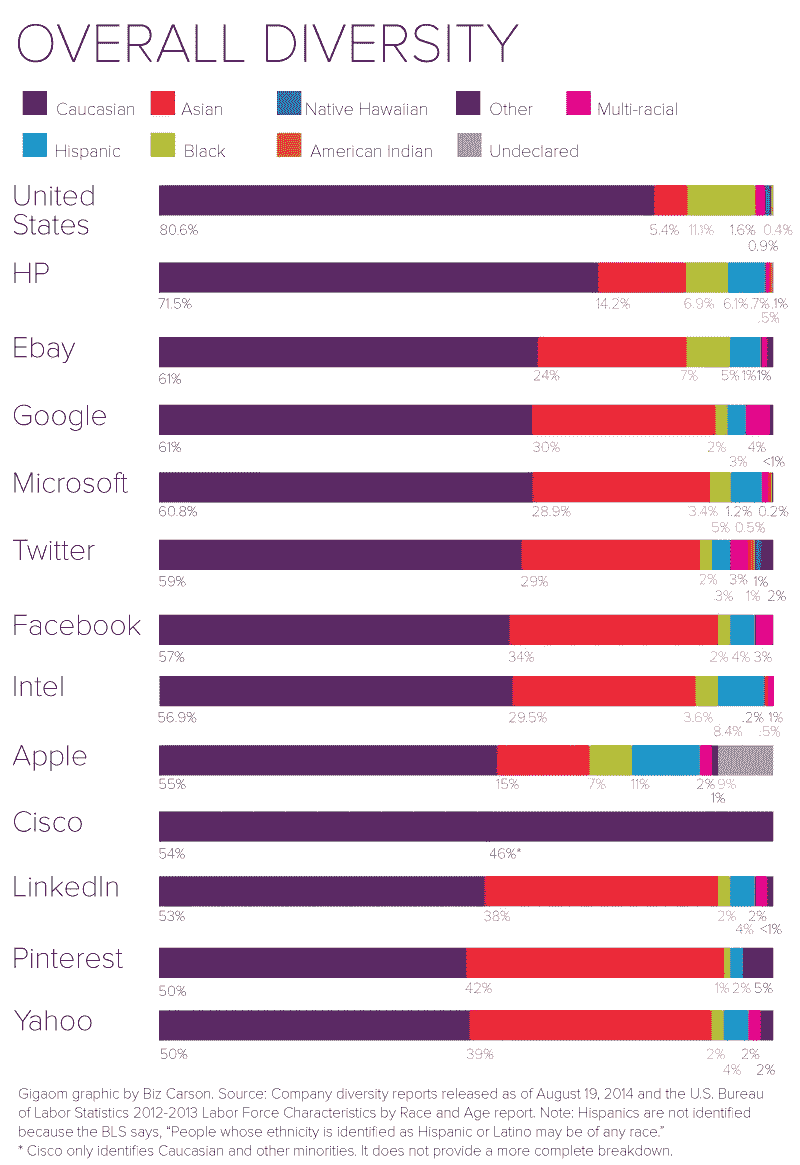 OVERALL DIVERSITY
Caucasian Asian Native Hawaiian Other Multi-racial
Hispanic Black American Indian Undeclared
United
States
80.6% 5.4% 11.1% 1.6% 0.4%
0.9%
HP
71.5% 14.2% 6.9% 6.1% .7% .1%
.5%
Ebay
61% 24% 7% 5% 1% 1%
Google
61% 30% 2% 4%
3% <1%
Microsoft
60.8% 28.9% 3.4% 1.2% 0.2%
5% 0.5%
Twitter
59% 29% 2% 3% 1%
3% 1% 2%
Facebook
57% 34% 2% 4% 3%
Intel
56.9% 29.5% 3.6% .2% 1%
8.4% .5%
Apple
55% 15% 7% 11% 2% 9%
1%
Cisco
54% 46%*
LinkedIn
53% 38% 2% 2%
4% <1%
Pinterest
50% 42% 1% 2% 5%
Yahoo
50% 39% 2% 2%
4% 2%
Gigaom graphic by Biz Carson. Source: Company diversity reports released as of August 19, 2014 and the U.S. Bureau
of Labor Statistics 2012-2013 Labor Force Characteristics by Race and Age report. Note: Hispanics are not identified
because the BLS says, “People whose ethnicity is identified as Hispanic or Latino may be of any race.”
* Cisco only identifies Caucasian and other minorities. It does not provide a more complete breakdown.